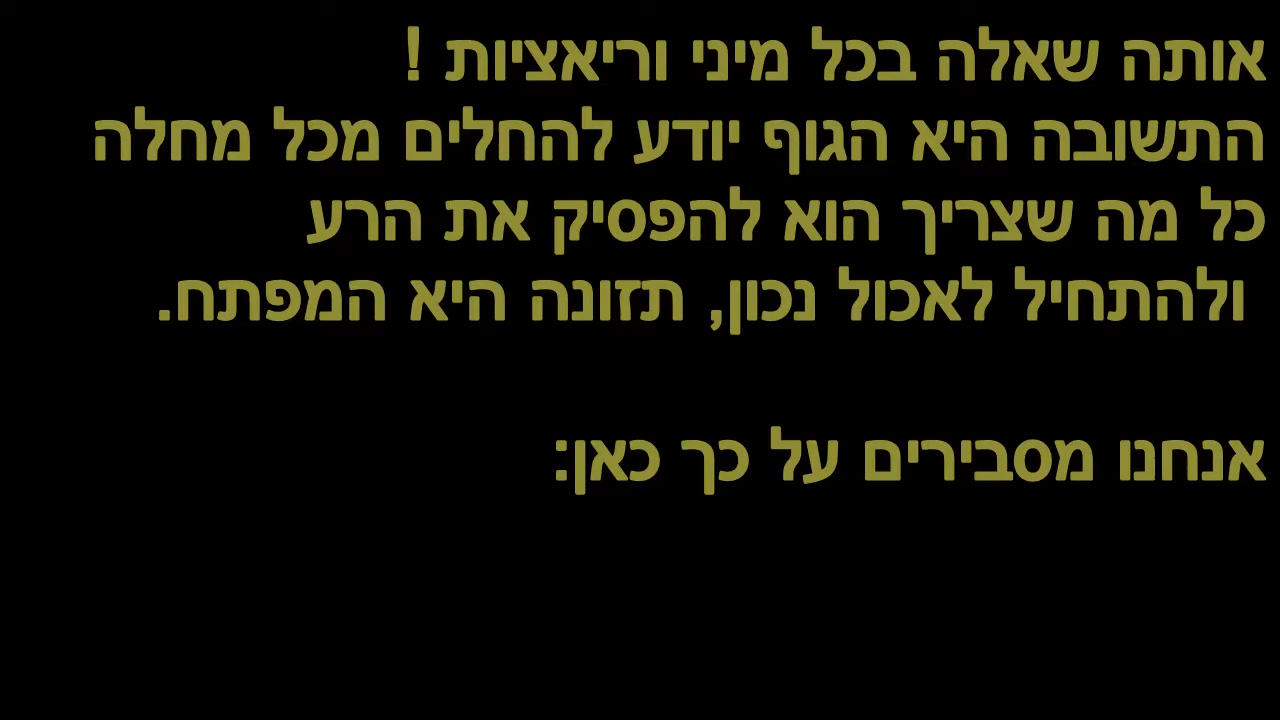 אותה שאלה בכל מיני וריאציות !
התשובה היא הגוף יודע להחלים מכל מחלה
כל מה שצריך הוא להפסיק את הרע
ולהתחיל לאכול נכון, תזונה היא המפתח.
אנחנו מסבירים על כך כאן: